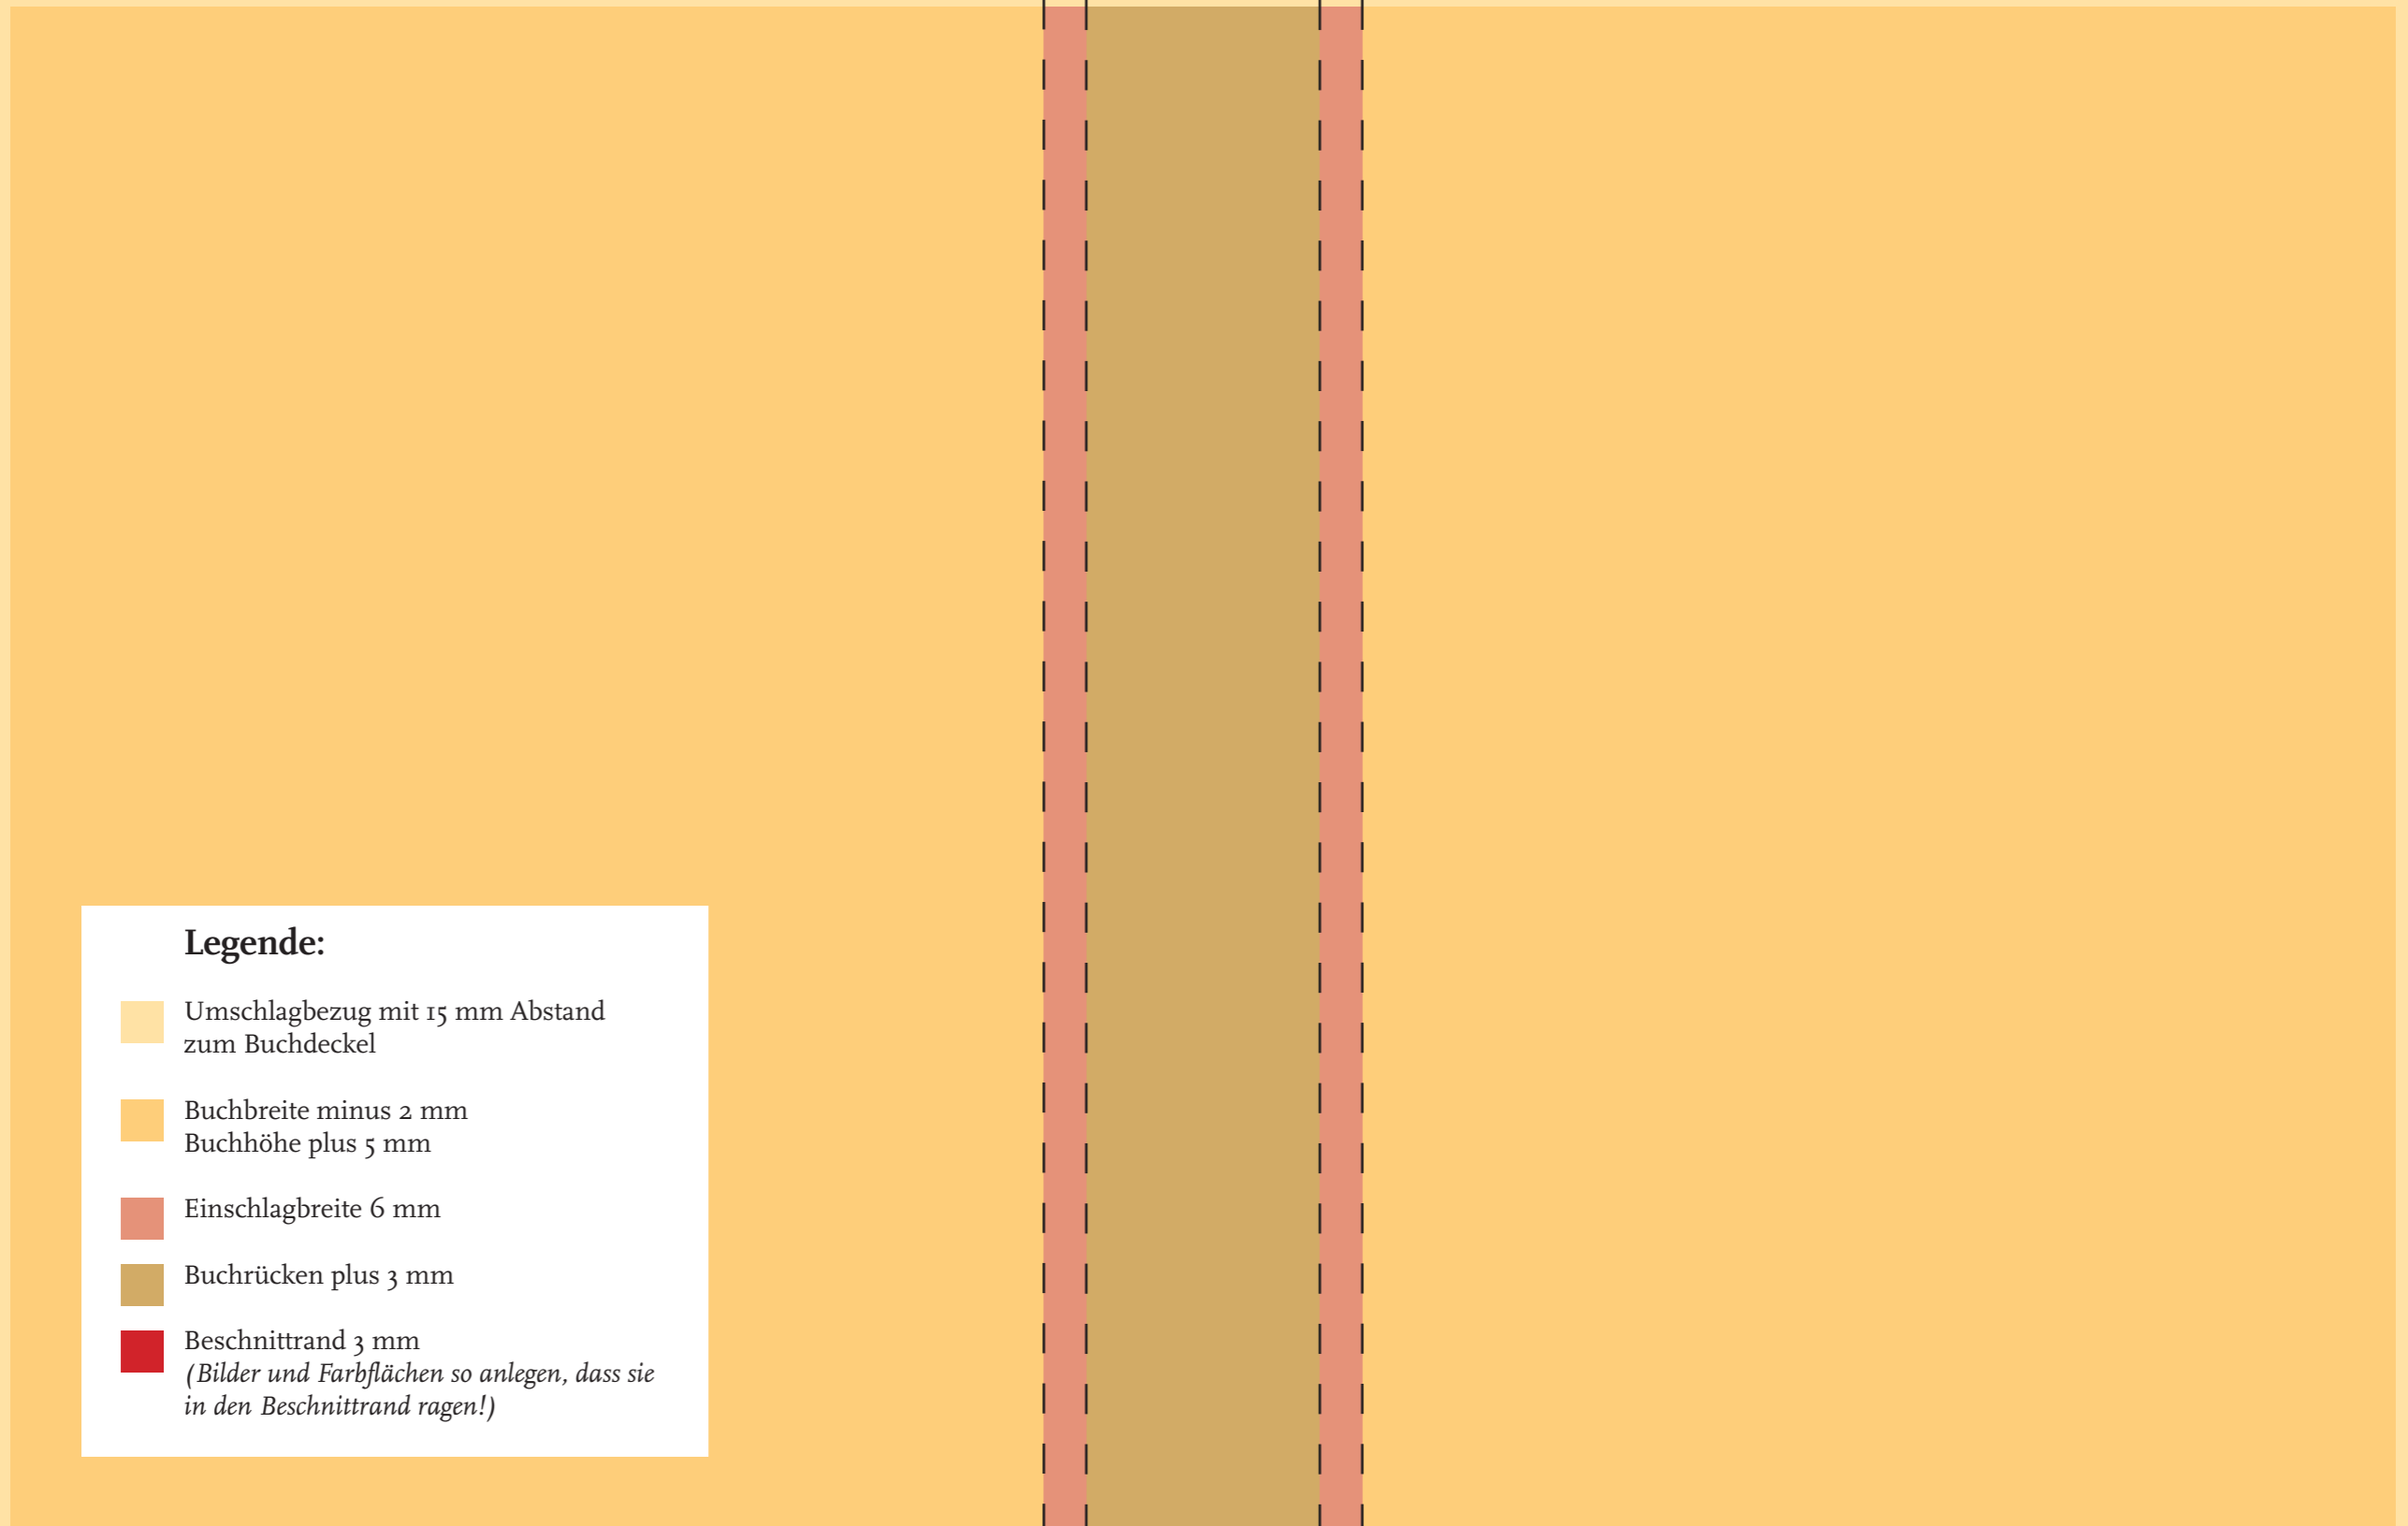 Legende:
Umschlagbezug mit 15 mm Abstand
zum Buchdeckel
Buchbreite minus 2 mm
Buchhöhe plus 5 mm
Einschlagbreite 6 mm
Buchrücken plus 3 mm
Beschnittrand 3 mm
(Bilder und Farbflächen so anlegen, dass sie
in den Beschnittrand ragen!)